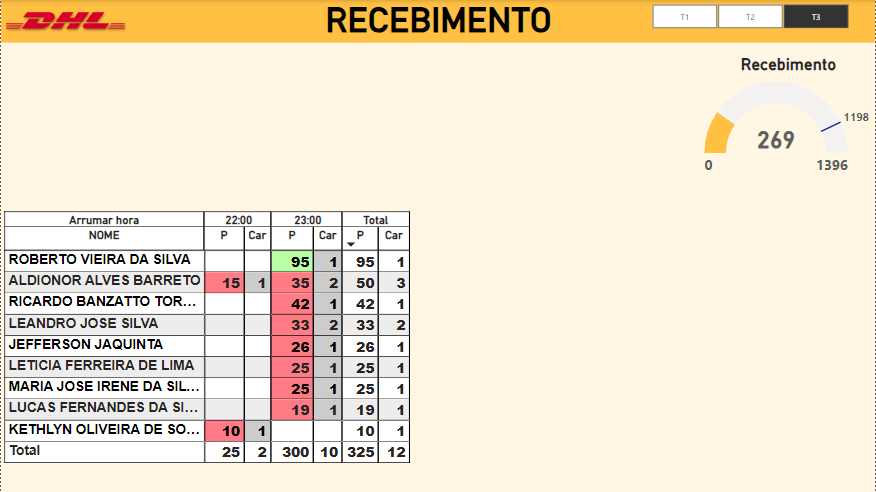 DHL RECEBIMENTO T1 T2 T3
Recebimento
1198
269
0 1396
Arrumar hora 22:00 23:00 Total
NOME P Car P Car P Car
ROBERTO VIEIRA DA SILVA 95 1 95 1
ALDIONOR ALVES BARRETO 15 1 35 2 50 3
RICARDO BANZATTO TOR... 42 1 42 1
LEANDRO JOSE SILVA 33 2 33 2
JEFFERSON JAQUINTA 26 1 26 1
LETICIA FERREIRA DE LIMA 25 1 25 1
MARIA JOSE IRENE DA SIL... 25 1 25 1
LUCAS FERNANDES DA SI... 19 1 19 1
KETHLYN OLIVEIRA DE SO... 10 1 10 1
Total 25 2 300 10 325 12